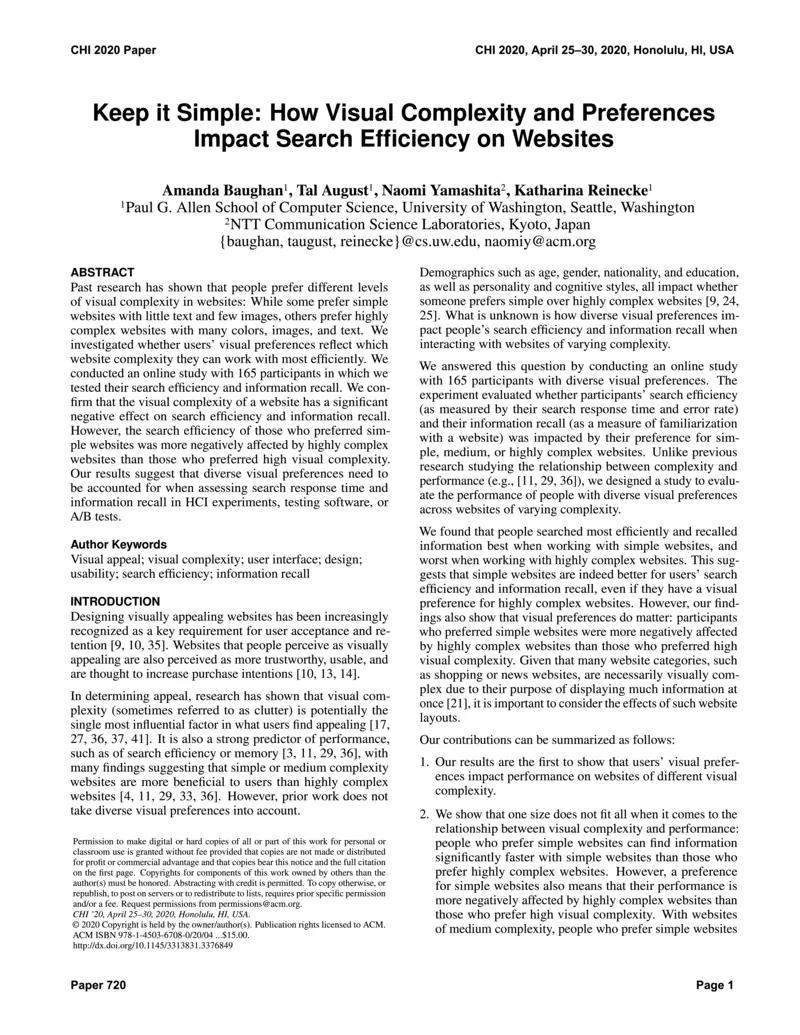 CHI 2020 Paper
CHI 2020, April 25–30, 2020, Honolulu, HI, USA
Keep it Simple: How Visual Complexity and Preferences
Impact Search Efficiency on Websites
Amanda Baughan1, Tal August1, Naomi Yamashita2, Katharina Reinecke1
1Paul G. Allen School of Computer Science, University of Washington, Seattle, Washington
2NTT Communication Science Laboratories, Kyoto, Japan
{baughan, taugust, reinecke}@cs.uw.edu, naomiy@acm.org
ABSTRACT
Past research has shown that people prefer different levels
of visual complexity in websites: While some prefer simple
websites with little text and few images, others prefer highly
complex websites with many colors, images, and text. We
investigated whether users' visual preferences reflect which
website complexity they can work with most efficiently. We
conducted an online study with 165 participants in which we
tested their search efficiency and information recall. We con-
firm that the visual complexity of a website has a significant
negative effect on search efficiency and information recall.
However, the search efficiency of those who preferred sim-
ple websites was more negatively affected by highly complex
websites than those who preferred high visual complexity.
Our results suggest that diverse visual preferences need to
be accounted for when assessing search response time and
information recall in HCI experiments, testing software, or
A/B tests.
Author Keywords
Visual appeal; visual complexity; user interface; design;
usability; search efficiency; information recall
INTRODUCTION
Designing visually appealing websites has been increasingly
recognized as a key requirement for user acceptance and re-
tention [9, 10, 35]. Websites that people perceive as visually
appealing are also perceived as more trustworthy, usable, and
are thought to increase purchase intentions [10, 13, 14].
In determining appeal, research has shown that visual com-
plexity (sometimes referred to as clutter) is potentially the
single most influential factor in what users find appealing [17,
27, 36, 37, 41]. It is also a strong predictor of performance,
such as of search efficiency or memory [3, 11, 29, 36], with
many findings suggesting that simple or medium complexity
websites are more beneficial to users than highly complex
websites [4, 11, 29, 33, 36]. However, prior work does not
take diverse visual preferences into account.
Permission to make digital or hard copies of all or part of this work for personal or
classroom use is granted without fee provided that copies are not made or distributed
for profit or commercial advantage and that copies bear this notice and the full citation
on the first page. Copyrights for components of this work owned by others than the
author(s) must be honored. Abstracting with credit is permitted. To copy otherwise, or
republish, to post on servers or to redistribute to lists, requires prior specific permission
and/or a fee. Request permissions from permissions@acm.org.
CHI '20, April 25–30, 2020, Honolulu, HI, USA.
© 2020 Copyright is held by the owner/author(s). Publication rights licensed to ACM.
ACM ISBN 978-1-4503-6708-0/20/04 ...$15.00.
http://dx.doi.org/10.1145/3313831.3376849
Demographics such as age, gender, nationality, and education,
as well as personality and cognitive styles, all impact whether
someone prefers simple over highly complex websites [9, 24,
25]. What is unknown is how diverse visual preferences im-
pact people's search efficiency and information recall when
interacting with websites of varying complexity.
We answered this question by conducting an online study
with 165 participants with diverse visual preferences. The
experiment evaluated whether participants' search efficiency
(as measured by their search response time and error rate)
and their information recall (as a measure of familiarization
with a website) was impacted by their preference for sim-
ple, medium, or highly complex websites. Unlike previous
research studying the relationship between complexity and
performance (e.g., [11, 29, 36]), we designed a study to evalu-
ate the performance of people with diverse visual preferences
across websites of varying complexity.
We found that people searched most efficiently and recalled
information best when working with simple websites, and
worst when working with highly complex websites. This sug-
gests that simple websites are indeed better for users' search
efficiency and information recall, even if they have a visual
preference for highly complex websites. However, our find-
ings also show that visual preferences do matter: participants
who preferred simple websites were more negatively affected
by highly complex websites than those who preferred high
visual complexity. Given that many website categories, such
as shopping or news websites, are necessarily visually com-
plex due to their purpose of displaying much information at
once [21], it is important to consider the effects of such website
layouts.
Our contributions can be summarized as follows:
1. Our results are the first to show that users' visual prefer-
ences impact performance on websites of different visual
complexity.
2. We show that one size does not fit all when it comes to the
relationship between visual complexity and performance:
people who prefer simple websites can find information
significantly faster with simple websites than those who
prefer highly complex websites. However, a preference
for simple websites also means that their performance is
more negatively affected by highly complex websites than
those who prefer high visual complexity. With websites
of medium complexity, people who prefer simple websites
Paper 720
Page 1